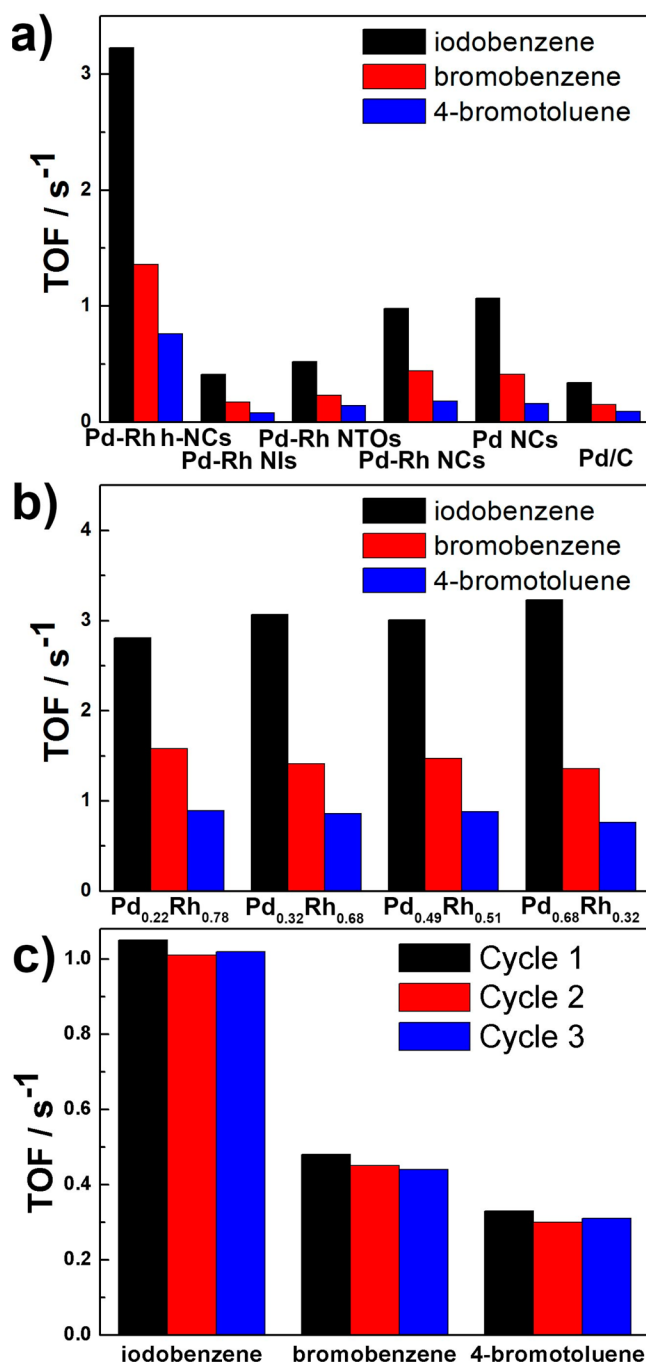 a)
iodobenzene
bromobenzene
4-bromotoluene
TOF / s-1
3
2
1
0
Pd-Rh h-NCs Pd-Rh NTOs Pd NCs
Pd-Rh NIs Pd-Rh NCs Pd/C
b)
iodobenzene
bromobenzene
4-bromotoluene
TOF / s-1
4
3
2
1
0
Pd0.22Rh0.78 Pd0.32Rh0.68 Pd0.49Rh0.51 Pd0.68Rh0.32
c)
Cycle 1
Cycle 2
Cycle 3
TOF / s-1
1.0
0.8
0.6
0.4
0.2
0.0
iodobenzene bromobenzene 4-bromotoluene